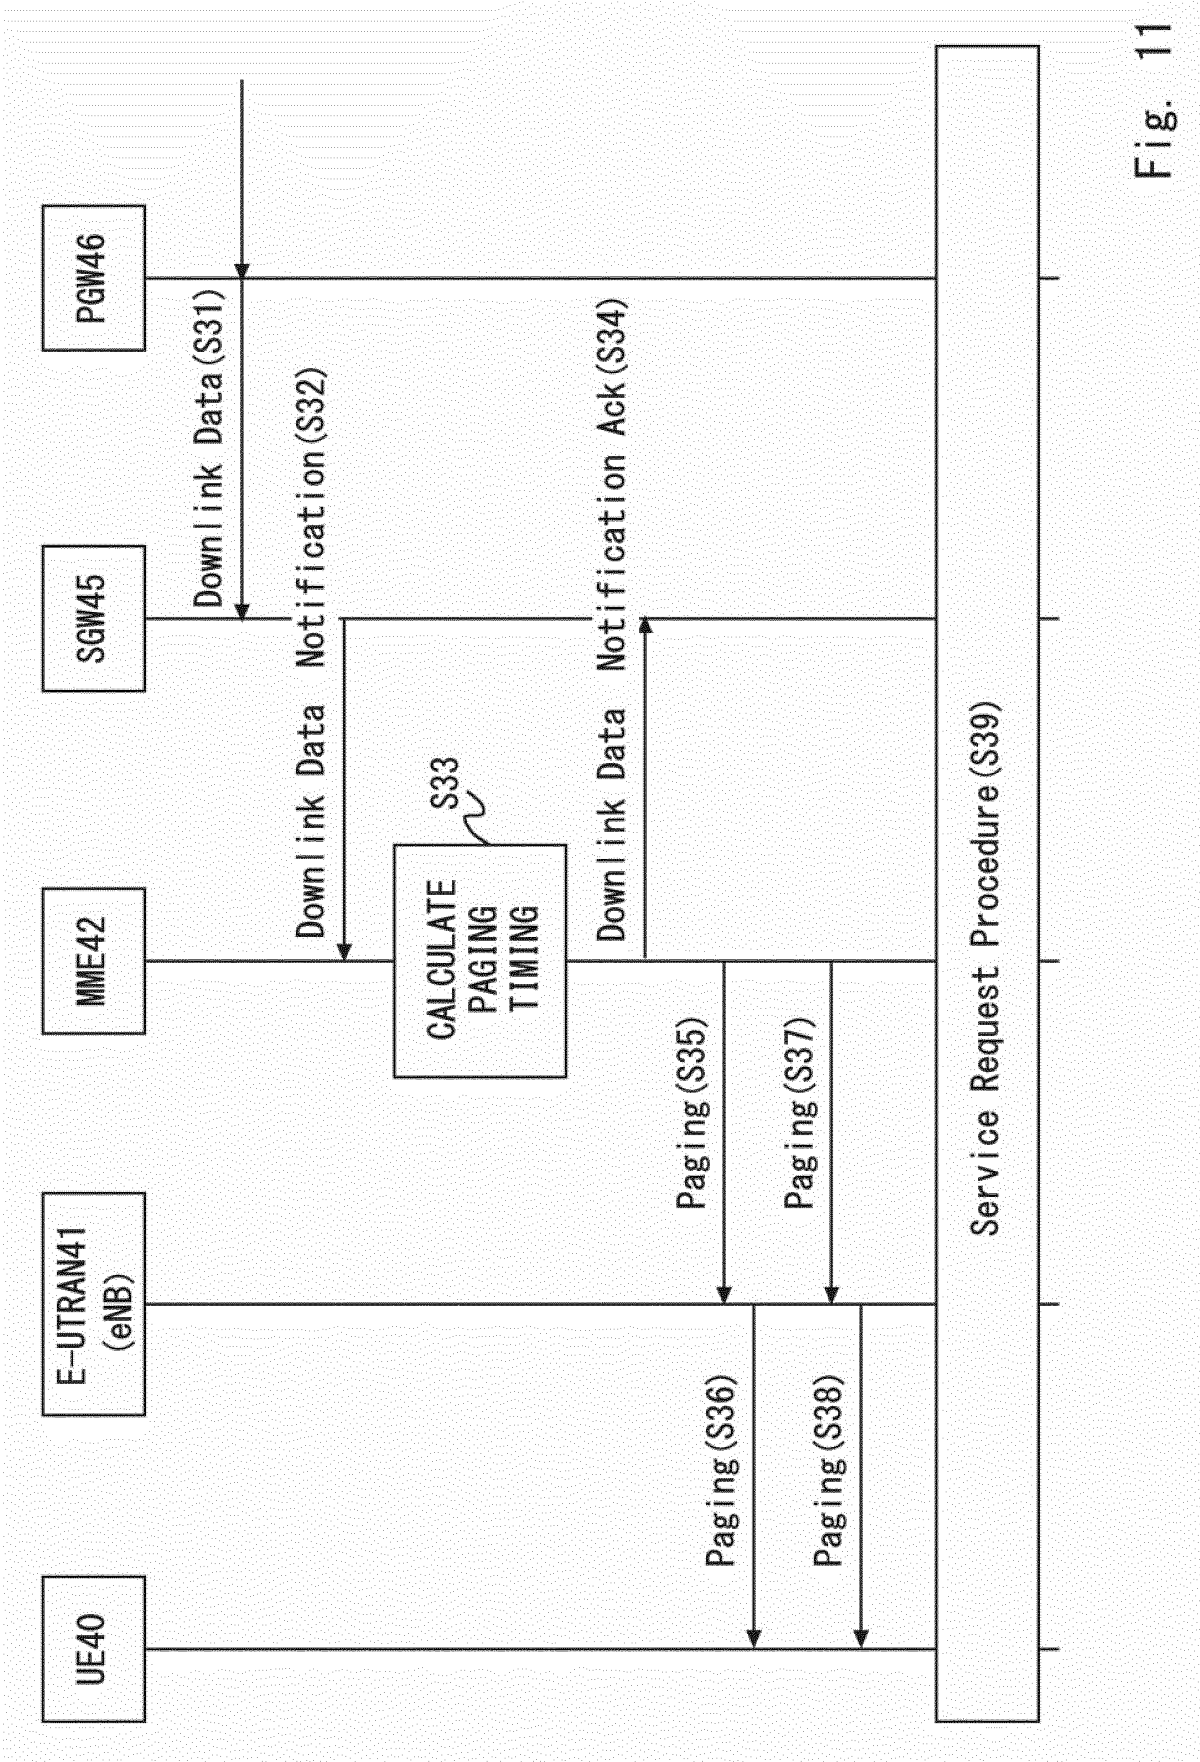 UE40
E-UTRAN41
(eNB)
MME42
SGW45
PGW46
Downlink Data(S31)
Downlink Data Notification(S32)
S33
CALCULATE
PAGING
TIMING
Downlink Data Notification Ack(S34)
Paging(S35)
Paging(S36)
Paging(S37)
Paging(S38)
Service Request Procedure(S39)
Fig. 11